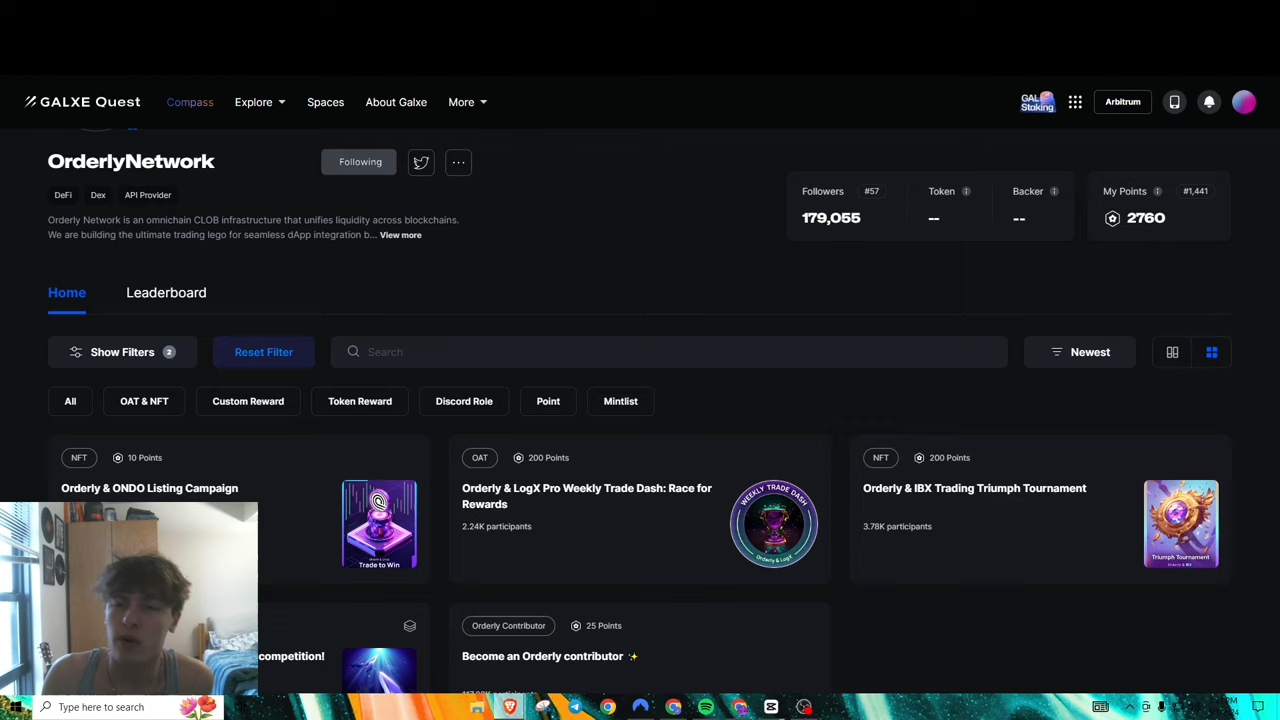 GALXE Quest
Compass
Explore
Spaces
About Galxe
More
GAL Staking
Arbitrum
OrderlyNetwork
Following
DeFi
Dex
API Provider
Orderly Network is an omnichain CLOB infrastructure that unifies liquidity across blockchains.
We are building the ultimate trading lego for seamless dApp integration b... View more
Followers #57
179,055
Token
--
Backer
--
My Points #1,441
2760
Home
Leaderboard
Show Filters 2
Reset Filter
Search
Newest
All
OAT & NFT
Custom Reward
Token Reward
Discord Role
Point
Mintlist
NFT
10 Points
Orderly & ONDO Listing Campaign
Trade to Win
OAT
200 Points
Orderly & LogX Pro Weekly Trade Dash: Race for
Rewards
2.24K participants
WEEKLY TRADE DASH
Orderly & LogX
NFT
200 Points
Orderly & IBX Trading Triumph Tournament
3.78K participants
Triumph Tournament
Orderly & IBX
competition!
Orderly Contributor
25 Points
Become an Orderly contributor ✨
Type here to search